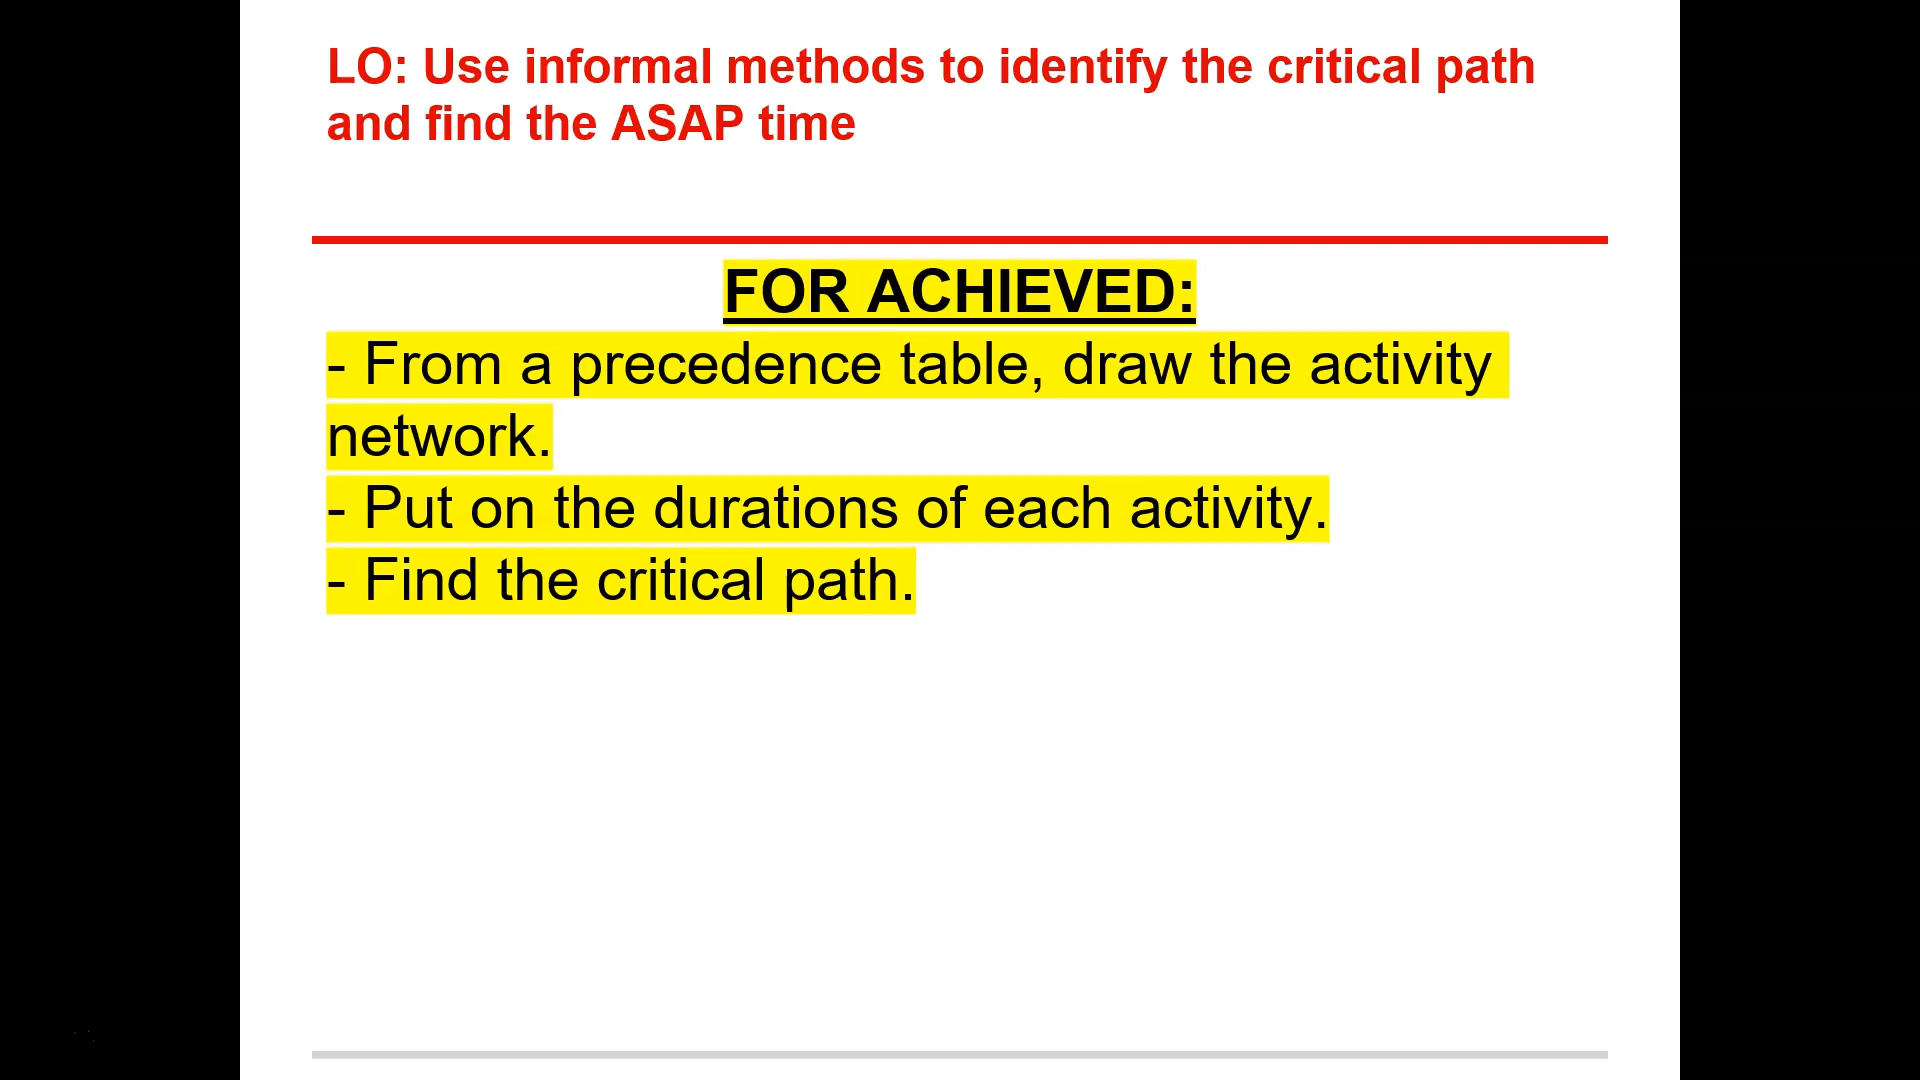 LO: Use informal methods to identify the critical path
and find the ASAP time
FOR ACHIEVED:
- From a precedence table, draw the activity
network.
- Put on the durations of each activity.
- Find the critical path.